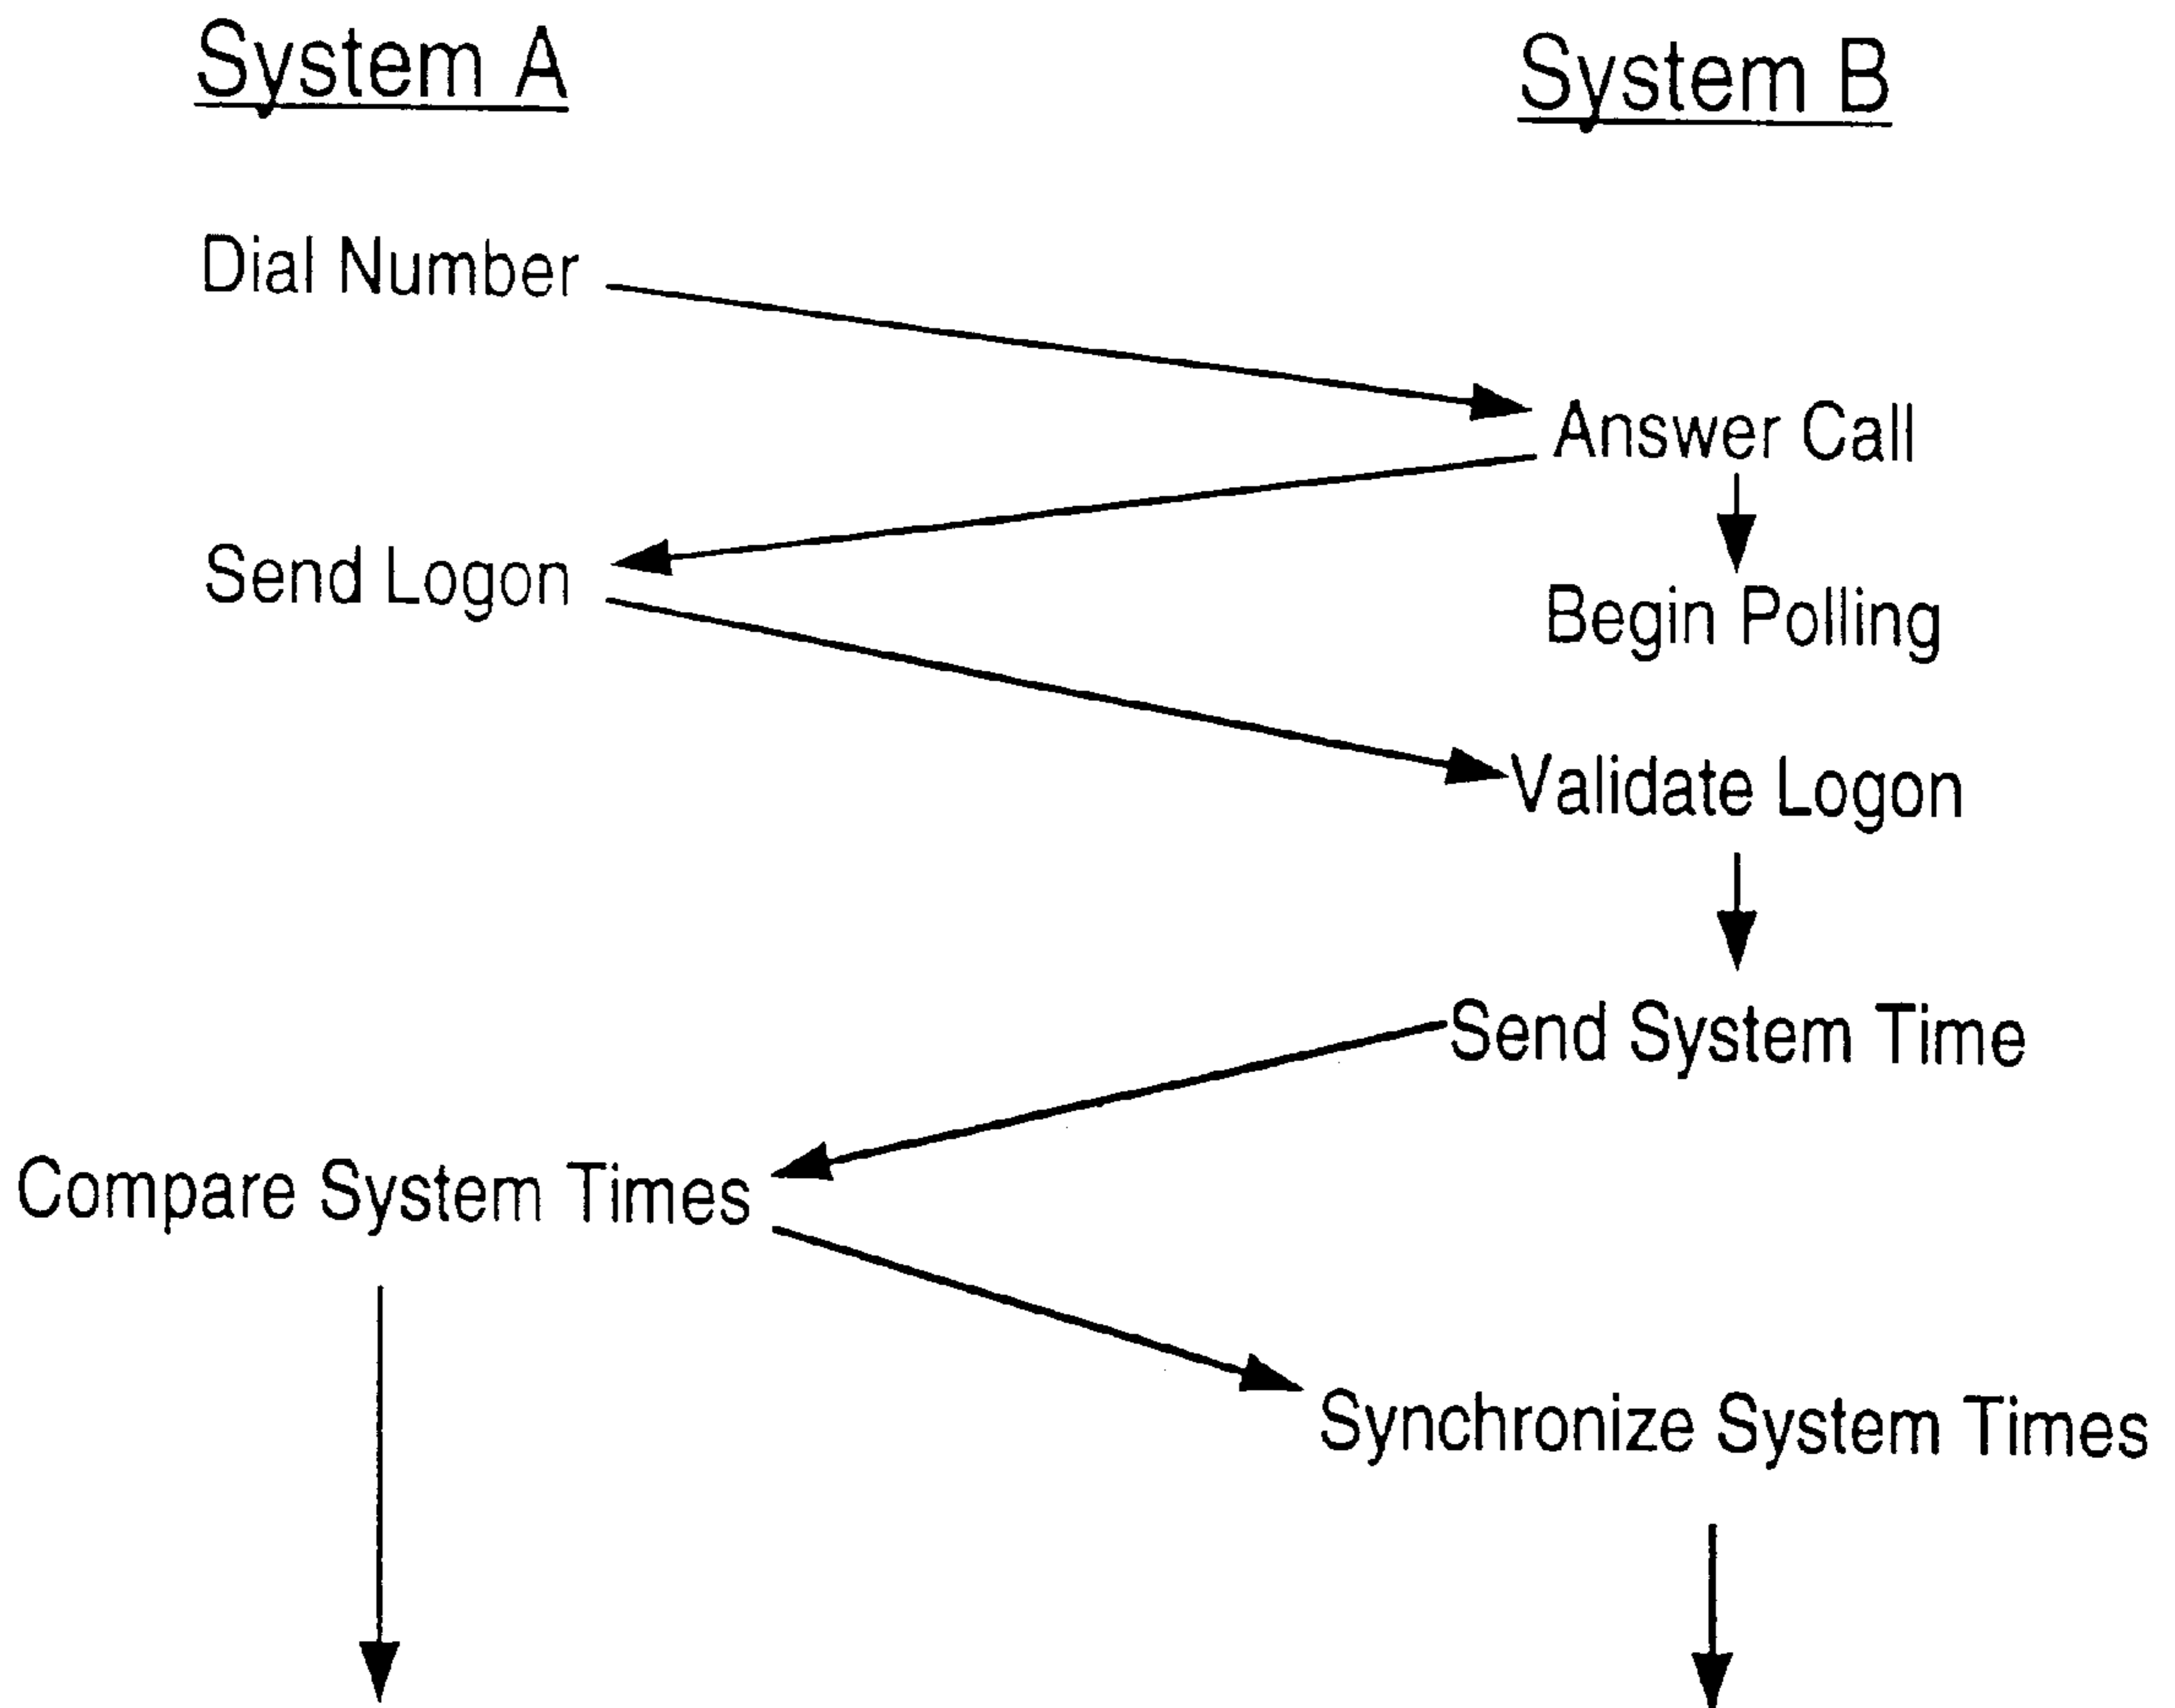 System A
System B
Dial Number
Answer Call
Send Logon
Begin Polling
Validate Logon
Send System Time
Compare System Times
Synchronize System Times